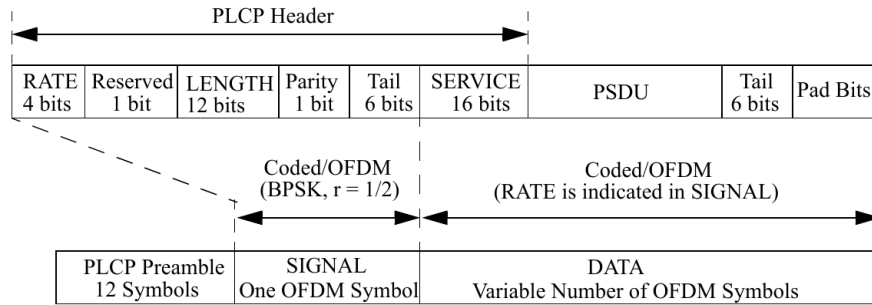 PLCP Header
RATE Reserved LENGTH Parity Tail SERVICE PSDU Tail Pad Bits
4 bits 1 bit 12 bits 1 bit 6 bits 16 bits 6 bits
Coded/OFDM Coded/OFDM
(BPSK, r = 1/2) (RATE is indicated in SIGNAL)
PLCP Preamble SIGNAL DATA
12 Symbols One OFDM Symbol Variable Number of OFDM Symbols